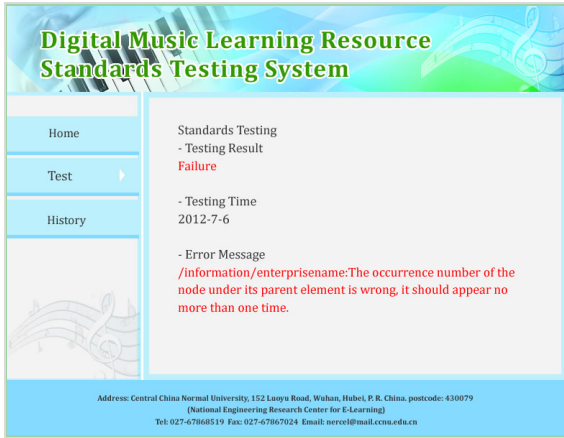 Digital Music Learning Resource
Standards Testing System
Home
Test
History
Standards Testing
- Testing Result
Failure
- Testing Time
2012-7-6
- Error Message
/information/enterprisename:The occurrence number of the
node under its parent element is wrong, it should appear no
more than one time.
Address: Central China Normal University, 152 Luoyu Road, Wuhan, Hubei, P. R. China. postcode: 430079
(National Engineering Research Center for E-Learning)
Tel: 027-67868519 Fax: 027-67867024 Email: nercel@mail.ccnu.edu.cn